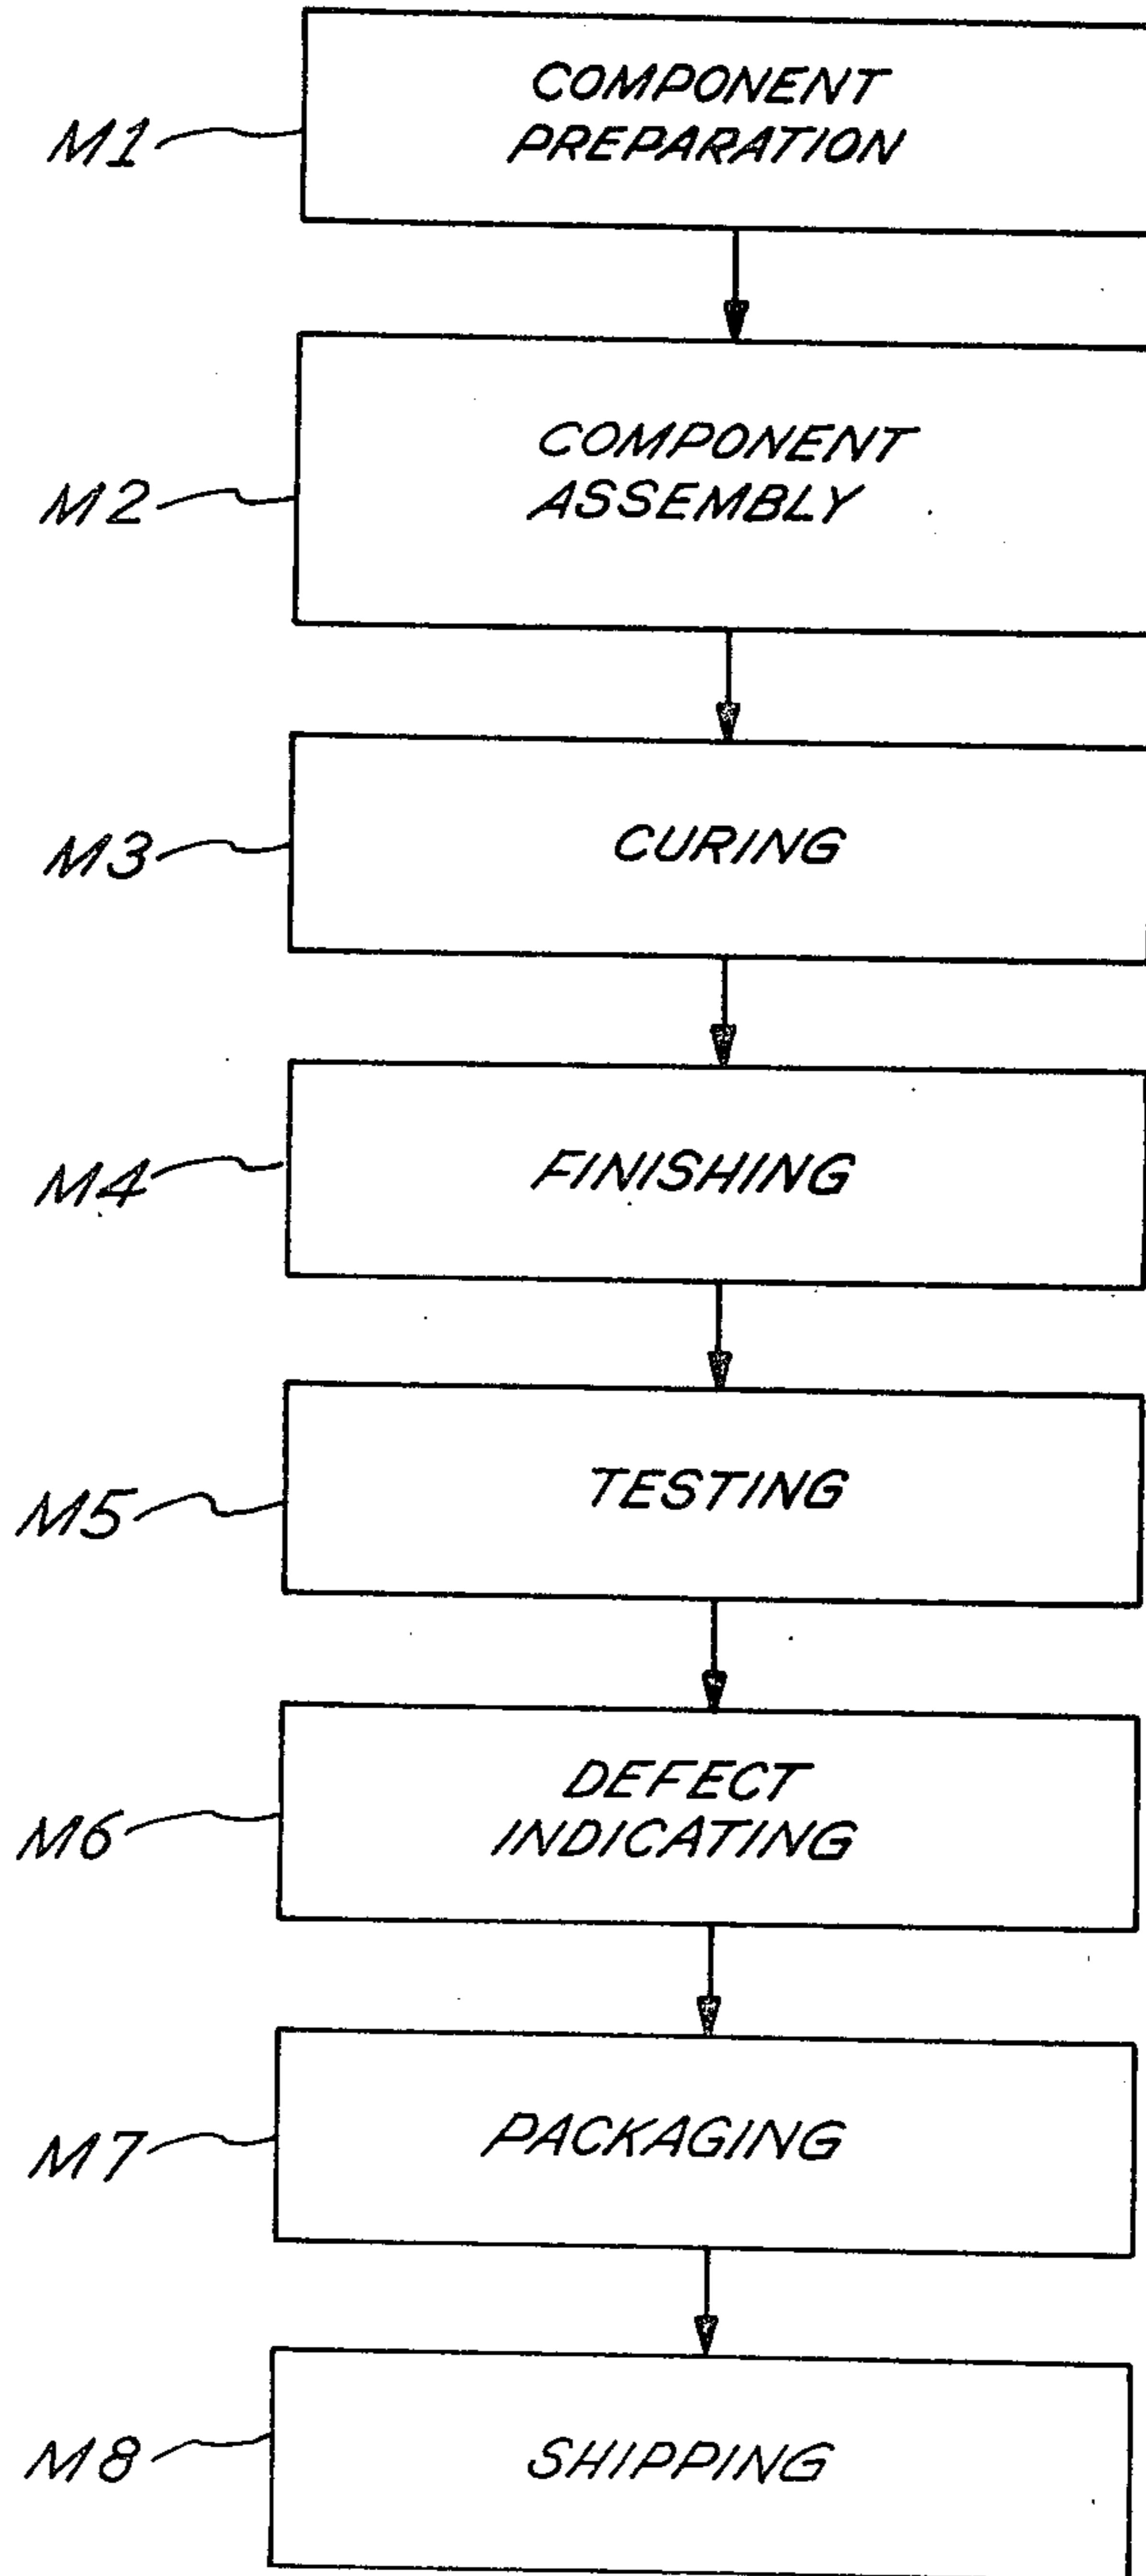 M1
COMPONENT
PREPARATION
M2
COMPONENT
ASSEMBLY
M3
CURING
M4
FINISHING
M5
TESTING
M6
DEFECT
INDICATING
M7
PACKAGING
M8
SHIPPING